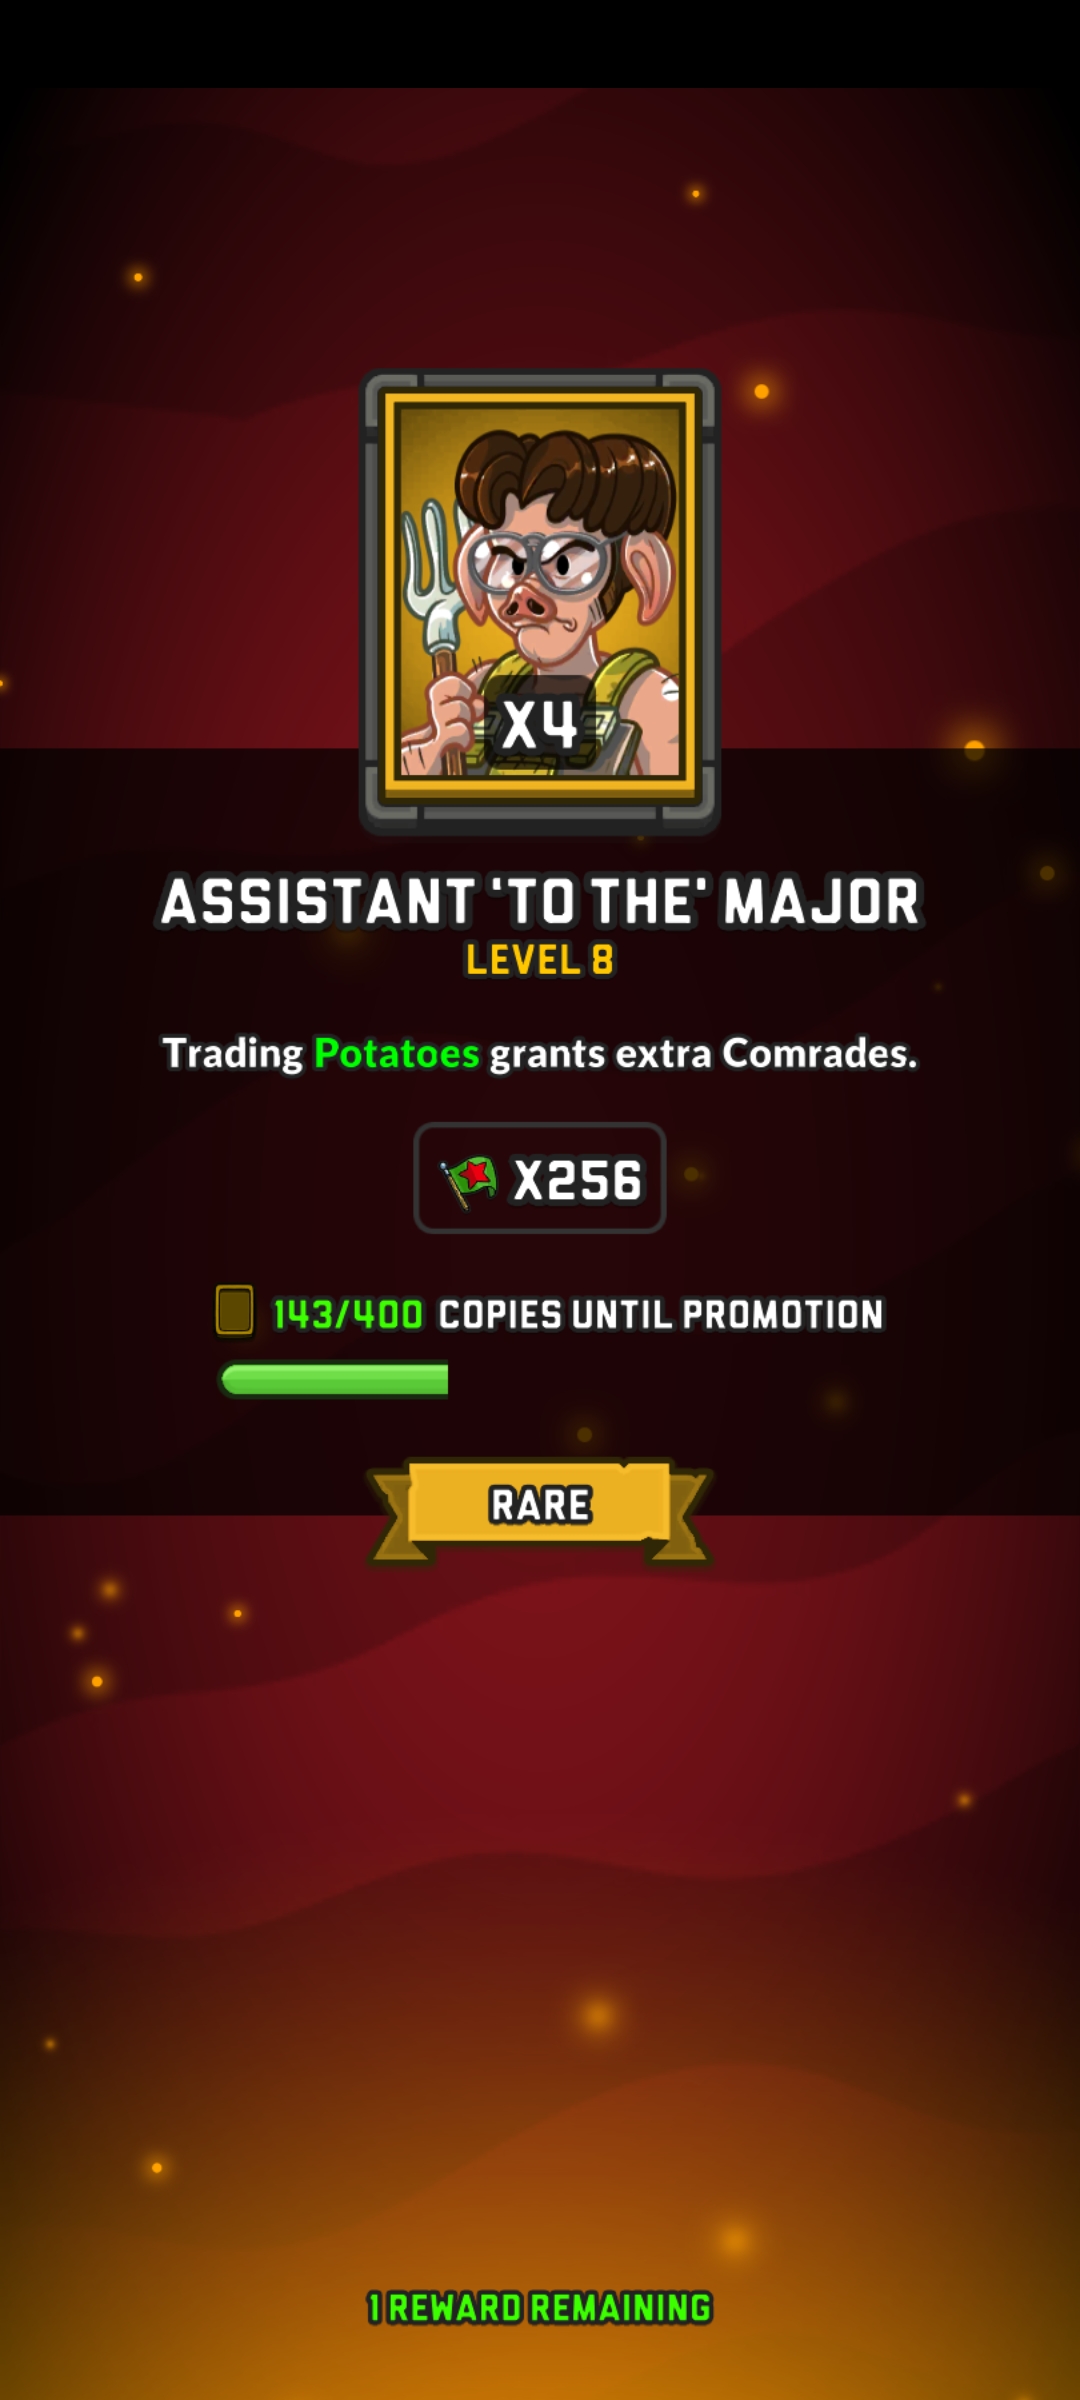 X4
ASSISTANT 'TO THE' MAJOR
LEVEL 8
Trading Potatoes grants extra Comrades.
X256
143/400 COPIES UNTIL PROMOTION
RARE
1 REWARD REMAINING